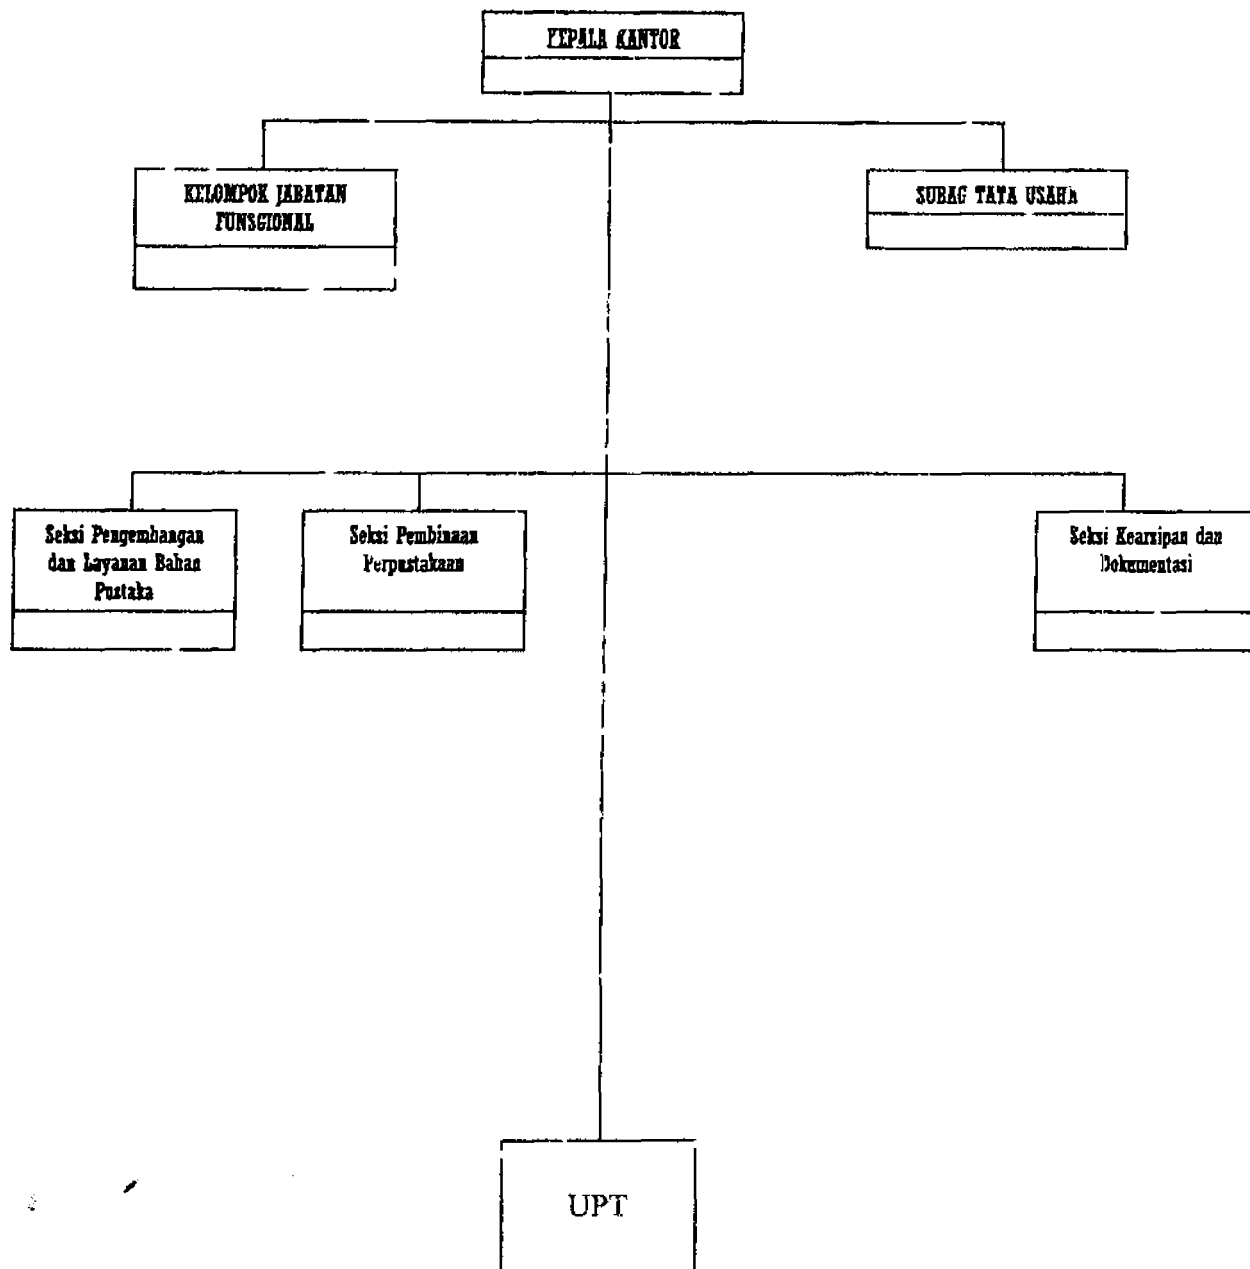 KEPALA KANTOR
KELOMPOK JABATAN
FUNSGIONAL
SUBAG TATA USAHA
Seksi Pengembangan
dan Layanan Bahan
Pustaka
Seksi Pembinaan
Perpustakaan
Seksi Kearsipan dan
Dokumentasi
UPT